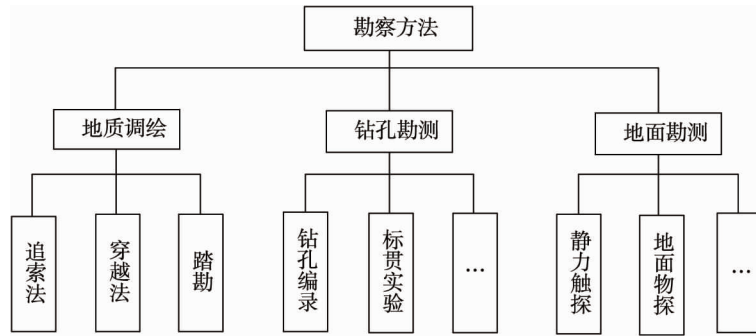 勘察方法
地质调绘
钻孔勘测
地面勘测
追索法
穿越法
踏勘
钻孔编录
标贯实验
...
静力触探
地面物探
...